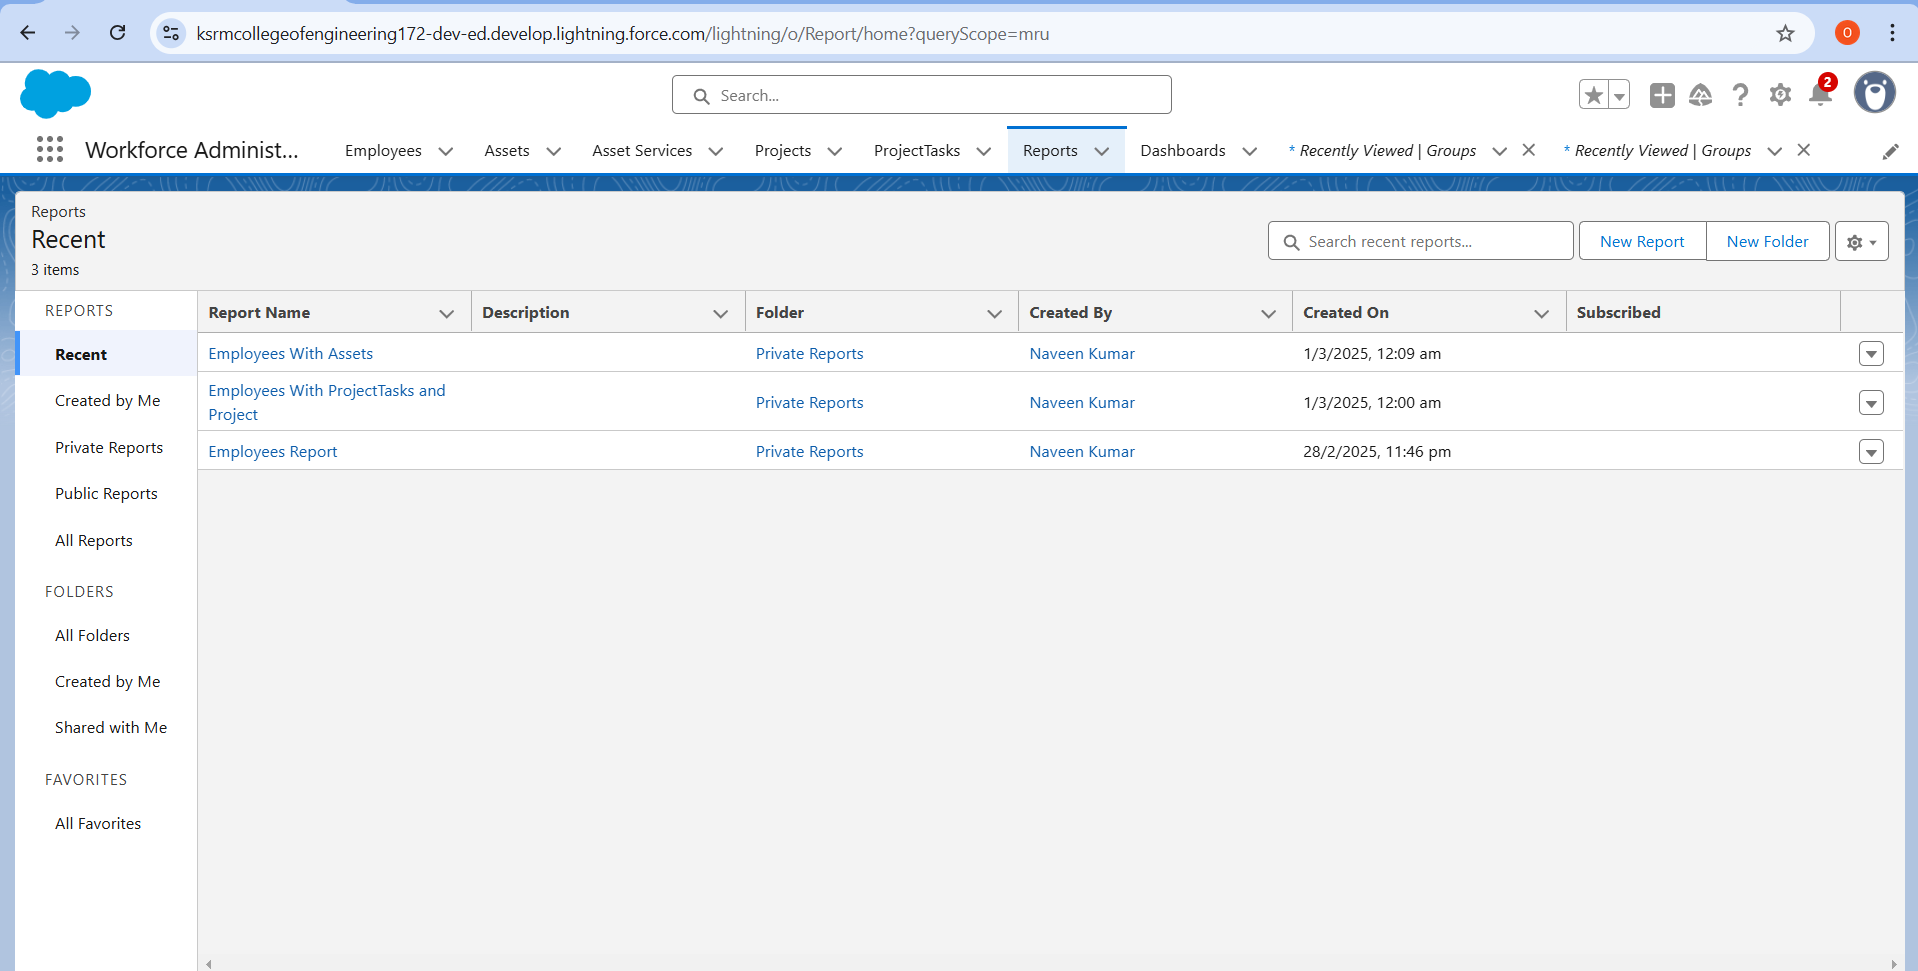 ksrmcollegeofengineering172-dev-ed.develop.lightning.force.com/lightning/o/Report/home?queryScope=mru
O
Search...
2
Workforce Administ...
Employees
Assets
Asset Services
Projects
ProjectTasks
Reports
Dashboards
* Recently Viewed | Groups
* Recently Viewed | Groups
Reports
Recent
3 items
Search recent reports...
New Report
New Folder
REPORTS
Recent
Created by Me
Private Reports
Public Reports
All Reports
FOLDERS
All Folders
Created by Me
Shared with Me
FAVORITES
All Favorites
Report Name Description Folder Created By Created On Subscribed
Employees With Assets Private Reports Naveen Kumar 1/3/2025, 12:09 am
Employees With ProjectTasks and
Project Private Reports Naveen Kumar 1/3/2025, 12:00 am
Employees Report Private Reports Naveen Kumar 28/2/2025, 11:46 pm